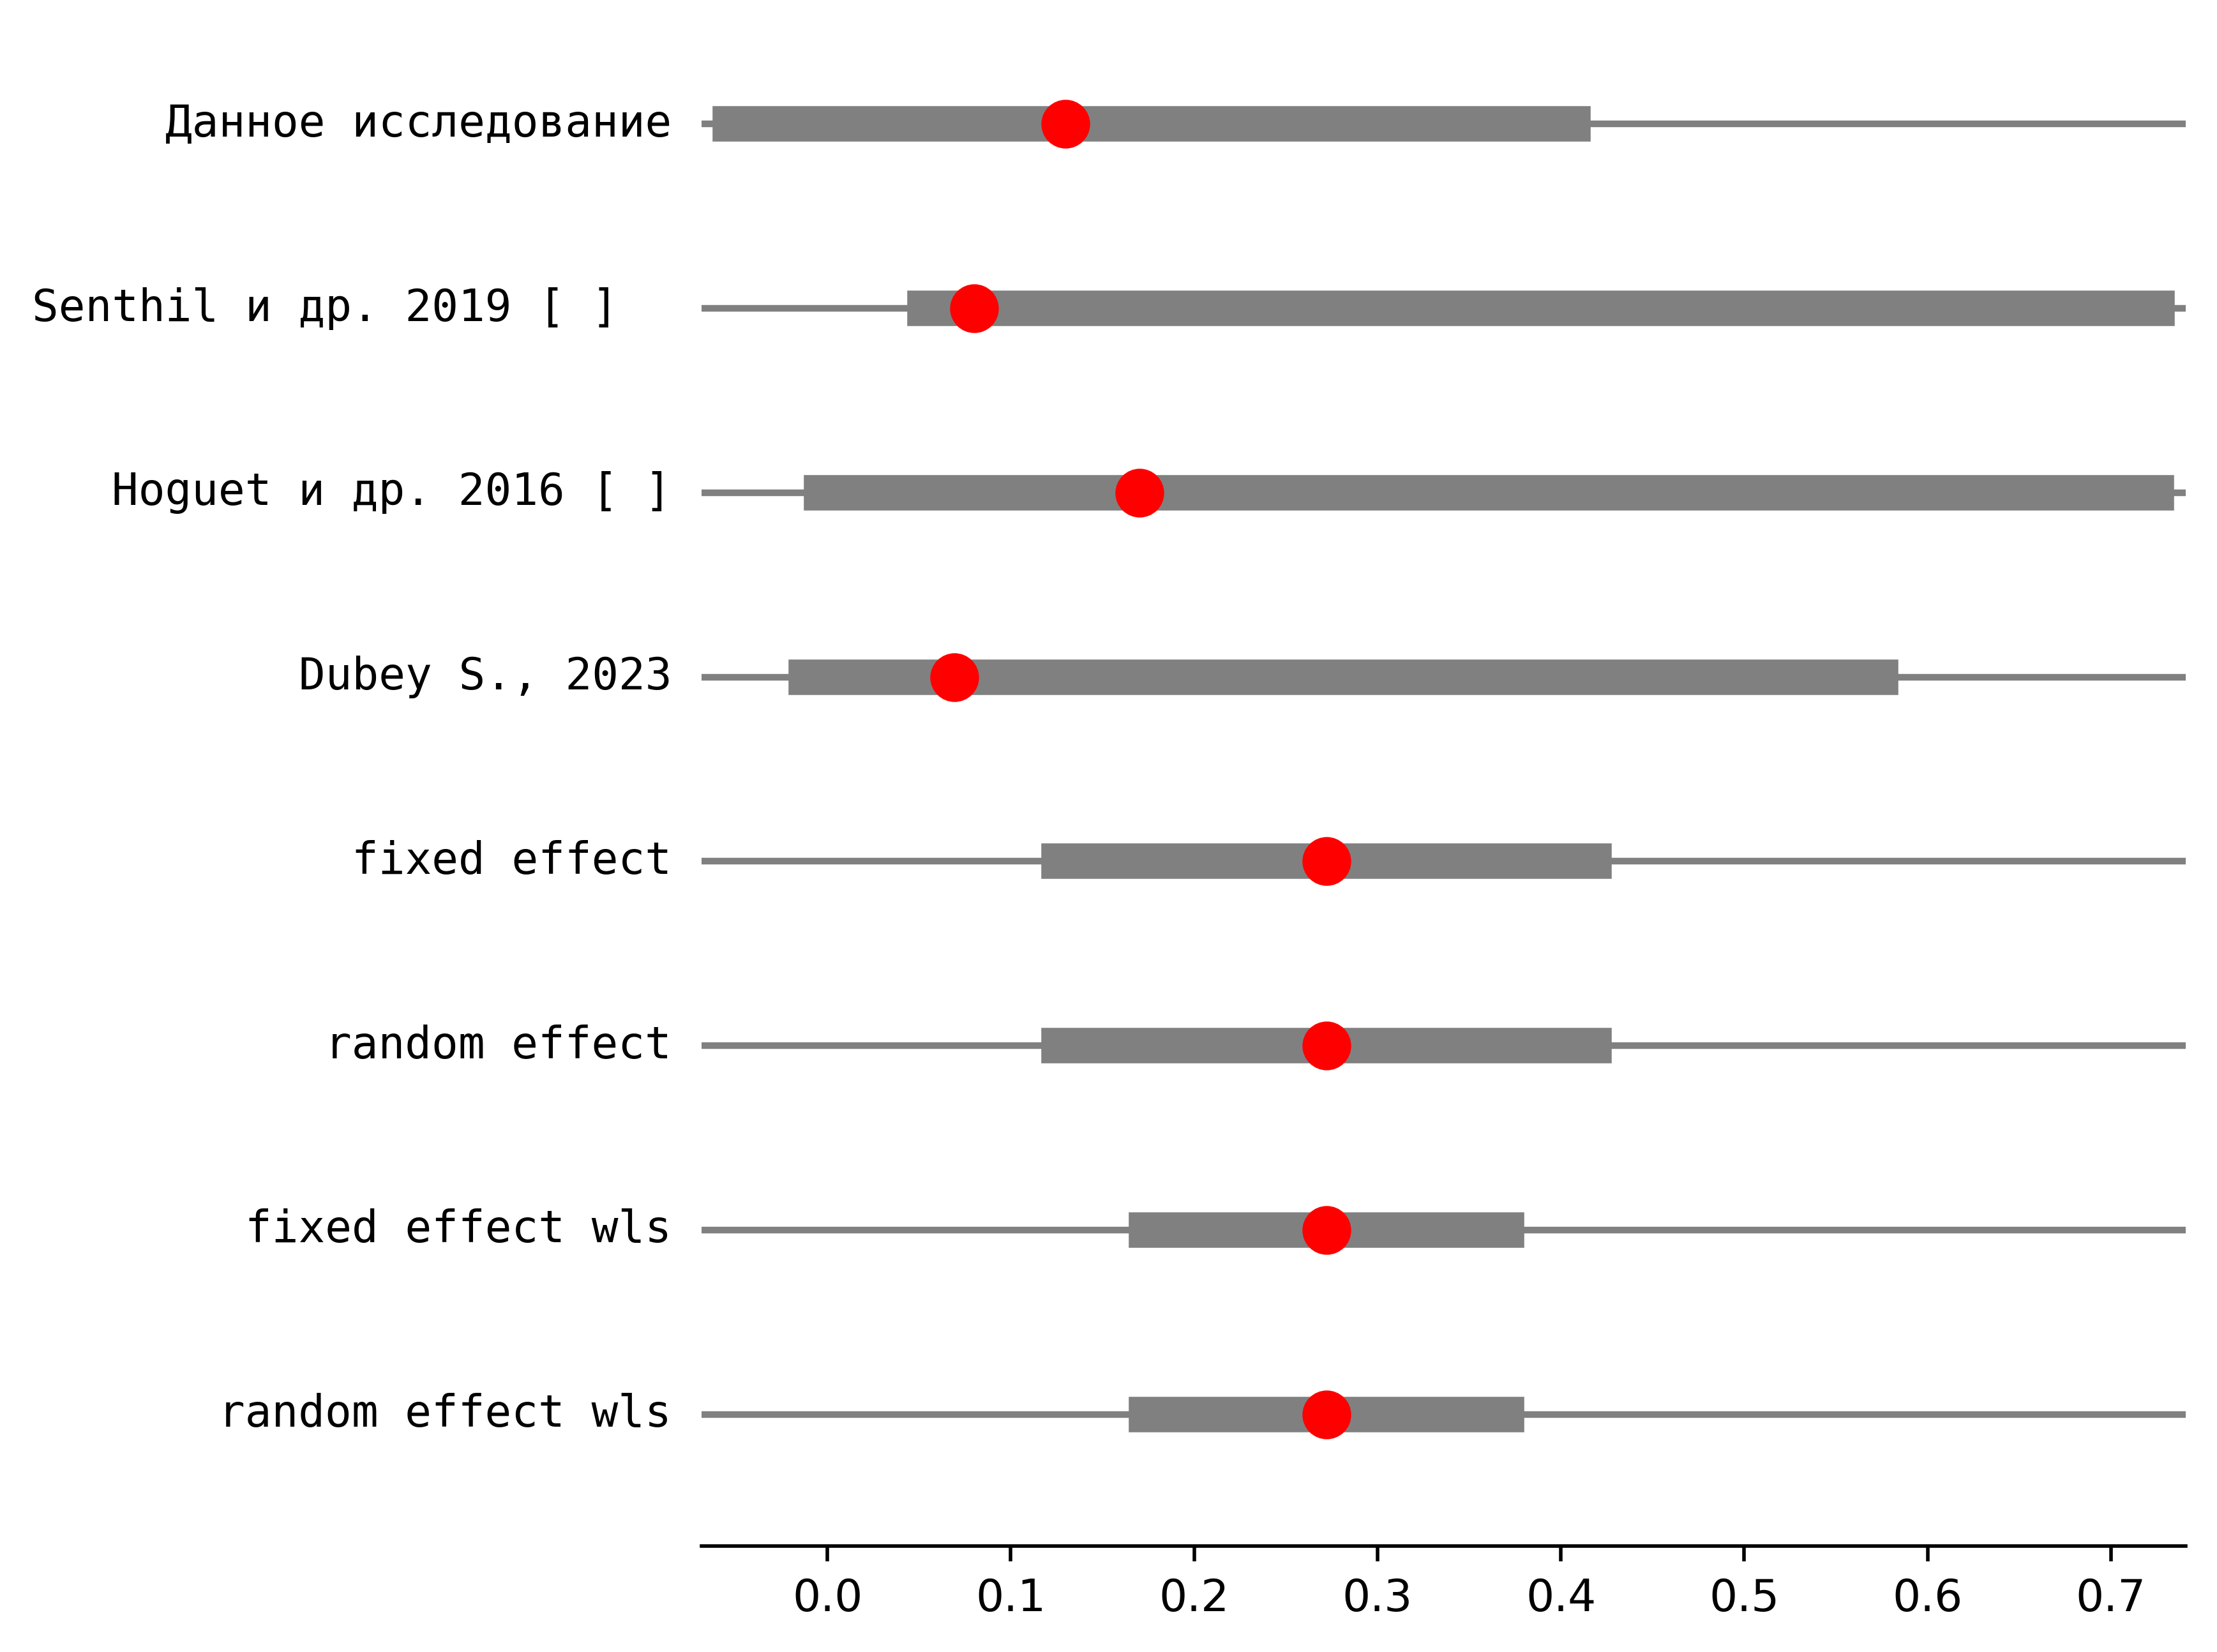 Данное исследование
Senthil и др. 2019 [ ]
Hoguet и др. 2016 [ ]
Dubey S., 2023
fixed effect
random effect
fixed effect wls
random effect wls
0.0 0.1 0.2 0.3 0.4 0.5 0.6 0.7